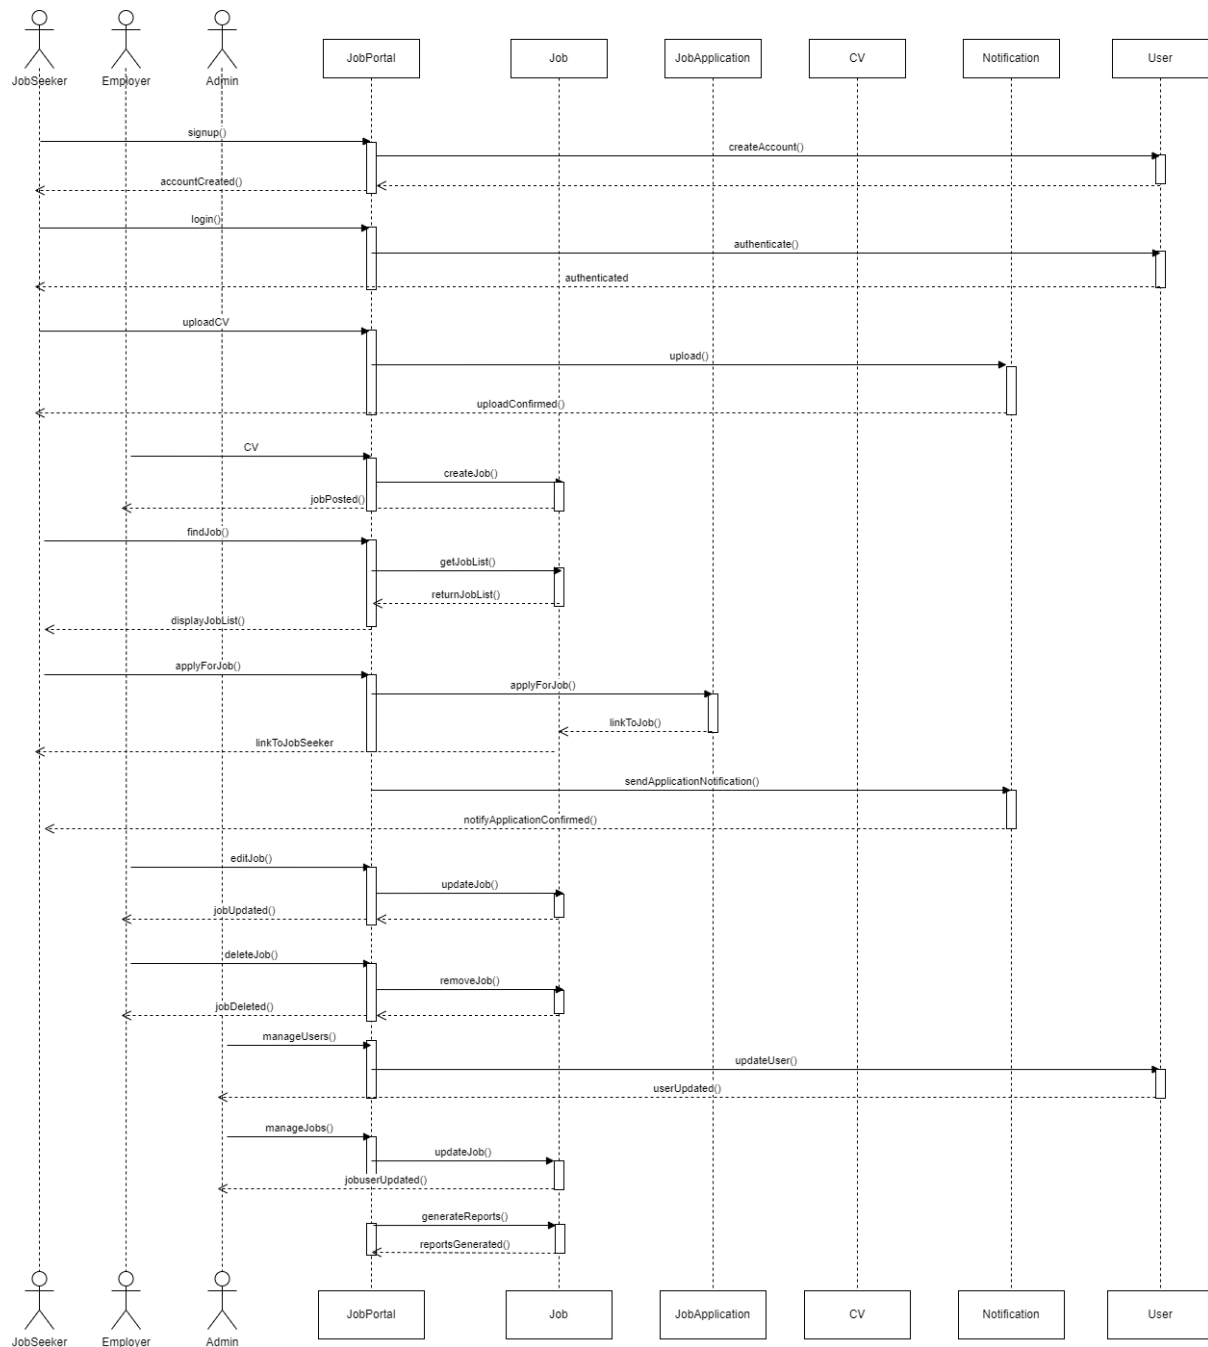 JobSeeker
Employer
Admin
JobPortal
Job
JobApplication
CV
Notification
User
signup()
createAccount()
accountCreated()
login()
authenticate()
authenticated
uploadCV
upload()
uploadConfirmed()
CV
createJob()
jobPosted()
findJob()
getJobList()
returnJobList()
displayJobList()
applyForJob()
applyForJob()
linkToJob()
linkToJobSeeker
sendApplicationNotification()
notifyApplicationConfirmed()
editJob()
updateJob()
jobUpdated()
deleteJob()
removeJob()
jobDeleted()
manageUsers()
updateUser()
userUpdated()
manageJobs()
updateJob()
jobuserUpdated()
generateReports()
reportsGenerated()
JobSeeker
Employer
Admin
JobPortal
Job
JobApplication
CV
Notification
User